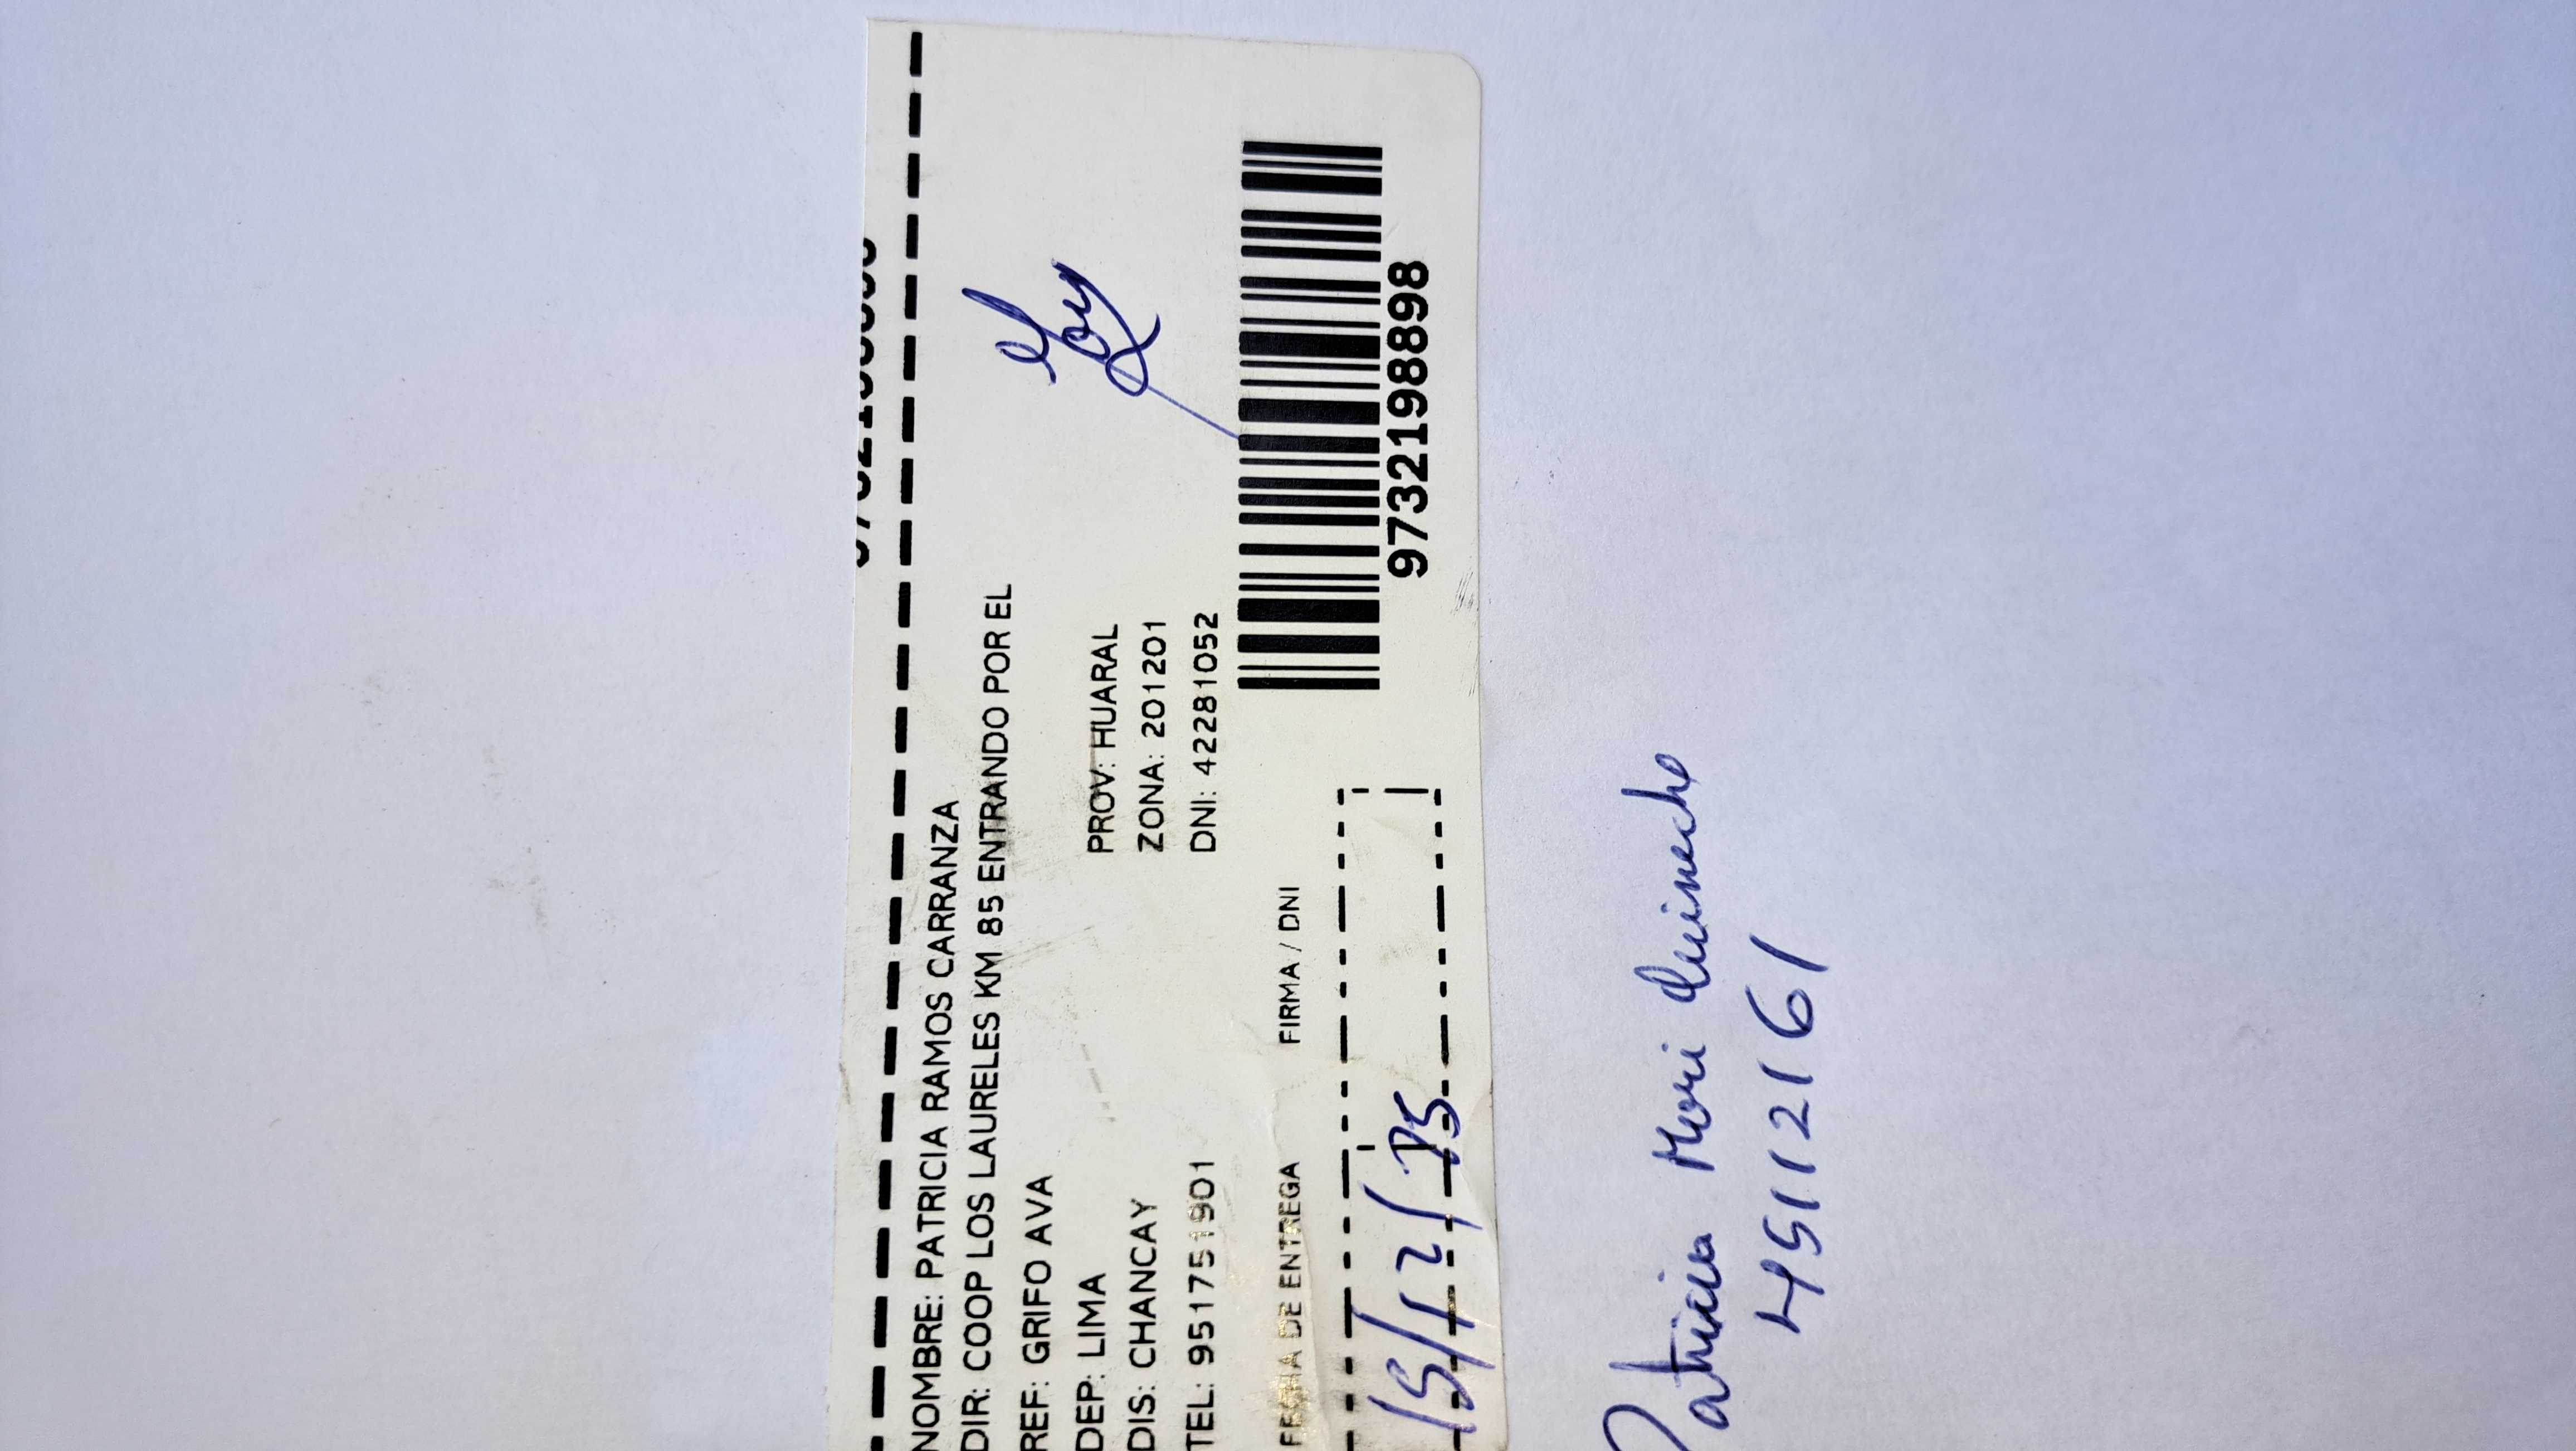 NOMBRE: PATRICIA RAMOS CARRANZA
DIR: COOP LOS LAURELES KM 85 ENTRANDO POR EL
REF: GRIFO AVA
DEP: LIMA PROV: HUARAL
DIS: CHANCAY ZONA: 201201
TEL: 951751901 DNI: 42281052
FECHA DE ENTREGA FIRMA / DNI
15/12/25
9732198898
Patricia Mori Quinecho
45112161